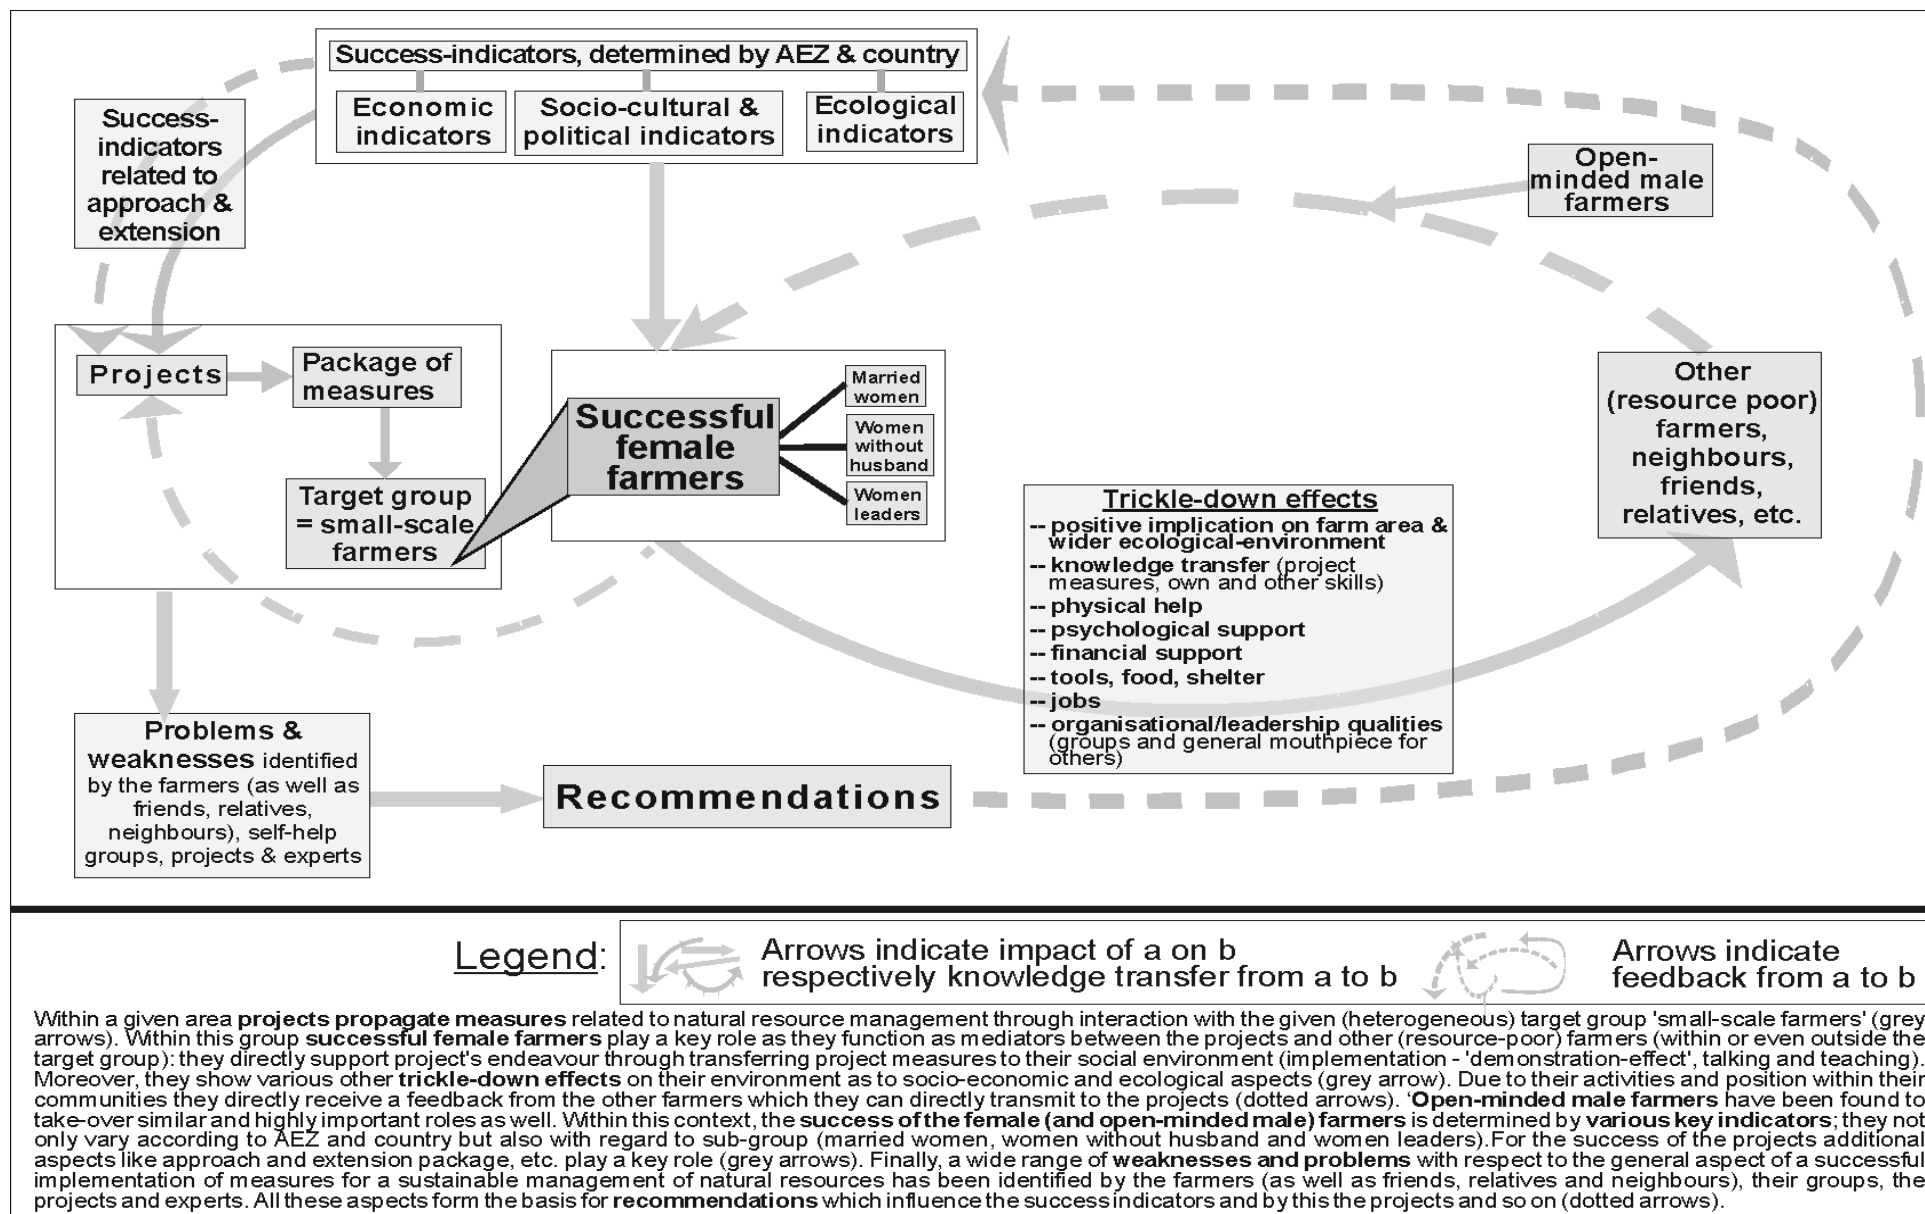 Success-indicators, determined by AEZ & country
Economic
indicators
Socio-cultural &
political indicators
Ecological
indicators
Success-
indicators
related to
approach &
extension
Open-
minded male
farmers
Projects
Package of
measures
Target group
= small-scale
farmers
Successful
female
farmers
Married
women
Women
without
husband
Women
leaders
Other
(resource poor)
farmers,
neighbours,
friends,
relatives, etc.
Trickle-down effects
-- positive implication on farm area &
wider ecological-environment
-- knowledge transfer (project
measures, own and other skills)
-- physical help
-- psychological support
-- financial support
-- tools, food, shelter
-- jobs
-- organisational/leadership qualities
(groups and general mouthpiece for
others)
Problems &
weaknesses identified
by the farmers (as well as
friends, relatives,
neighbours), self-help
groups, projects & experts
Recommendations
Legend:
Arrows indicate impact of a on b
respectively knowledge transfer from a to b
Arrows indicate
feedback from a to b
Within a given area projects propagate measures related to natural resource management through interaction with the given (heterogeneous) target group 'small-scale farmers' (grey
arrows). Within this group successful female farmers play a key role as they function as mediators between the projects and other (resource-poor) farmers (within or even outside the
target group): they directly support project's endeavour through transferring project measures to their social environment (implementation - 'demonstration-effect', talking and teaching).
Moreover, they show various other trickle-down effects on their environment as to socio-economic and ecological aspects (grey arrow). Due to their activities and position within their
communities they directly receive a feedback from the other farmers which they can directly transmit to the projects (dotted arrows). 'Open-minded male farmers have been found to
take-over similar and highly important roles as well. Within this context, the success of the female (and open-minded male) farmers is determined by various key indicators; they not
only vary according to AEZ and country but also with regard to sub-group (married women, women without husband and women leaders).For the success of the projects additional
aspects like approach and extension package, etc. play a key role (grey arrows). Finally, a wide range of weaknesses and problems with respect to the general aspect of a successful
implementation of measures for a sustainable management of natural resources has been identified by the farmers (as well as friends, relatives and neighbours), their groups, the
projects and experts. All these aspects form the basis for recommendations which influence the success indicators and by this the projects and so on (dotted arrows).